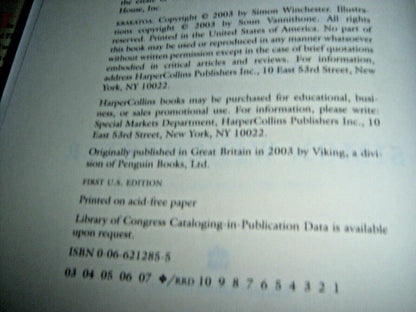 House, Inc.
KRAKATOA. Copyright © 2003 by Simon Winchester. Illustra-
tions copyright © 2003 by Soun Vannithone. All rights
reserved. Printed in the United States of America. No part of
this book may be used or reproduced in any manner whatsoever
without written permission except in the case of brief quotations
embodied in critical articles and reviews. For information,
address HarperCollins Publishers Inc., 10 East 53rd Street, New
York, NY 10022.
HarperCollins books may be purchased for educational, busi-
ness, or sales promotional use. For information, please write:
Special Markets Department, HarperCollins Publishers Inc., 10
East 53rd Street, New York, NY 10022.
Originally published in Great Britain in 2003 by Viking, a divi-
sion of Penguin Books, Ltd.
FIRST U.S. EDITION
Printed on acid-free paper
Library of Congress Cataloging-in-Publication Data is available
upon request.
ISBN 0-06-621285-5
03 04 05 06 07 ◆/RRD 10 9 8 7 6 5 4 3 2 1